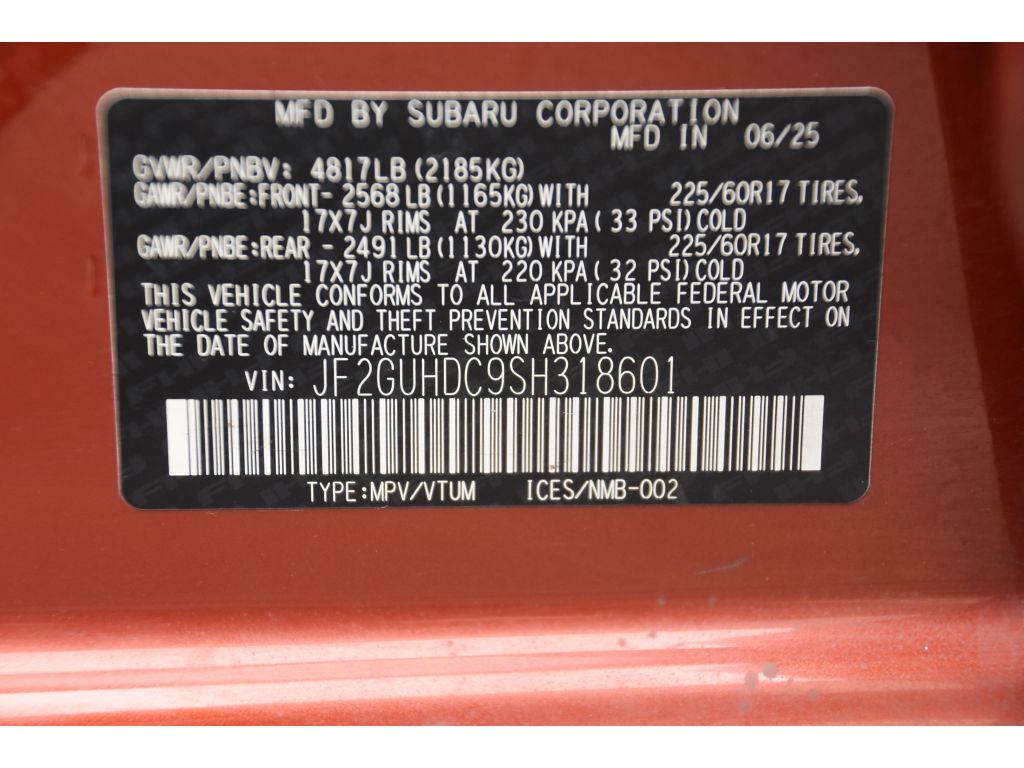 MFD BY SUBARU CORPORATION
MFD IN 06/25
GVWR/PNBV: 4817LB (2185KG)
GAWR/PNBE:FRONT- 2568 LB (1165KG) WITH 225/60R17 TIRES,
17X7J RIMS AT 230 KPA ( 33 PSI) COLD
GAWR/PNBE:REAR - 2491 LB (1130KG) WITH 225/60R17 TIRES,
17X7J RIMS AT 220 KPA ( 32 PSI) COLD
THIS VEHICLE CONFORMS TO ALL APPLICABLE FEDERAL MOTOR
VEHICLE SAFETY AND THEFT PREVENTION STANDARDS IN EFFECT ON
THE DATE OF MANUFACTURE SHOWN ABOVE.
VIN: JF2GUHDC9SH318601
TYPE:MPV/VTUM ICES/NMB-002